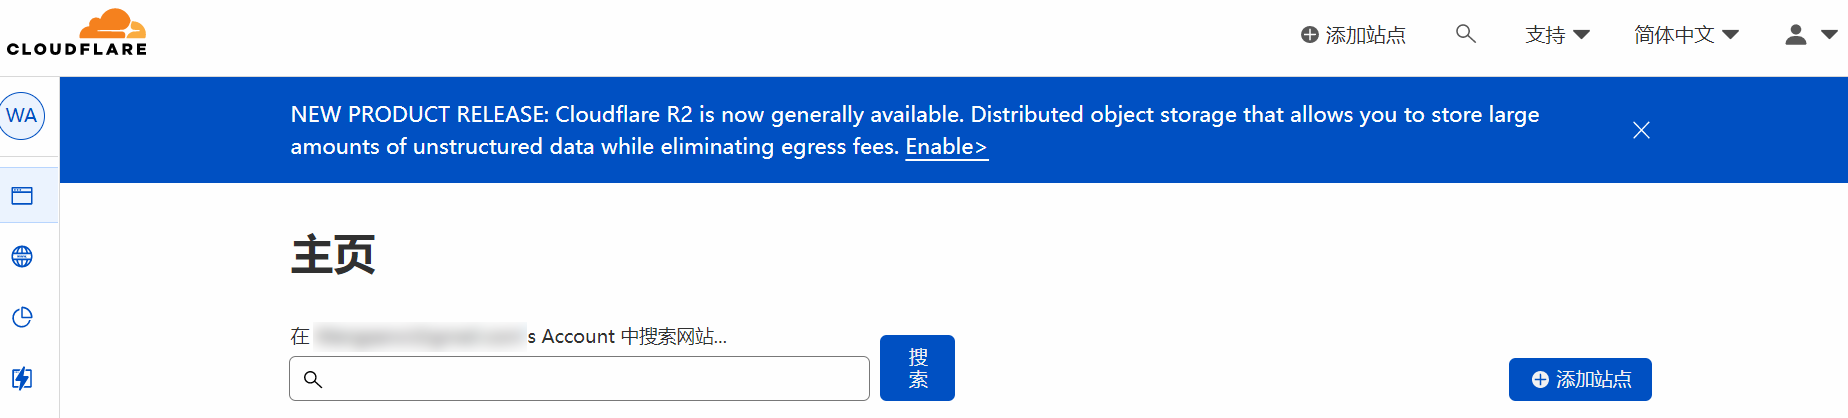 CLOUDFLARE
添加站点
支持
简体中文
WA
NEW PRODUCT RELEASE: Cloudflare R2 is now generally available. Distributed object storage that allows you to store large
amounts of unstructured data while eliminating egress fees. Enable>
主页
在 s Account 中搜索网站...
搜
索
添加站点